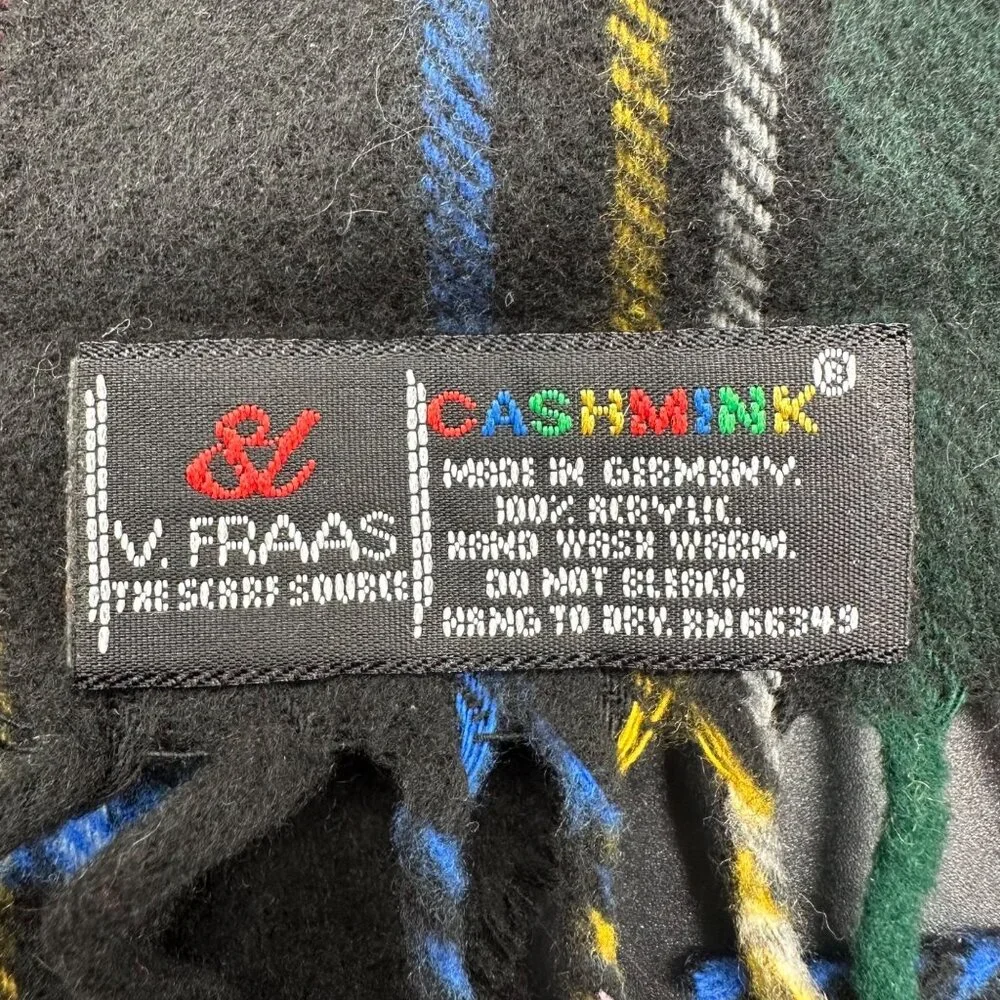 &
V. FRAAS
THE SCARF SOURCE
CASHMINK®
MADE IN GERMANY.
100% ACRYLIC.
HAND WASH WARM.
DO NOT BLEACH
HANG TO DRY. RN 66349